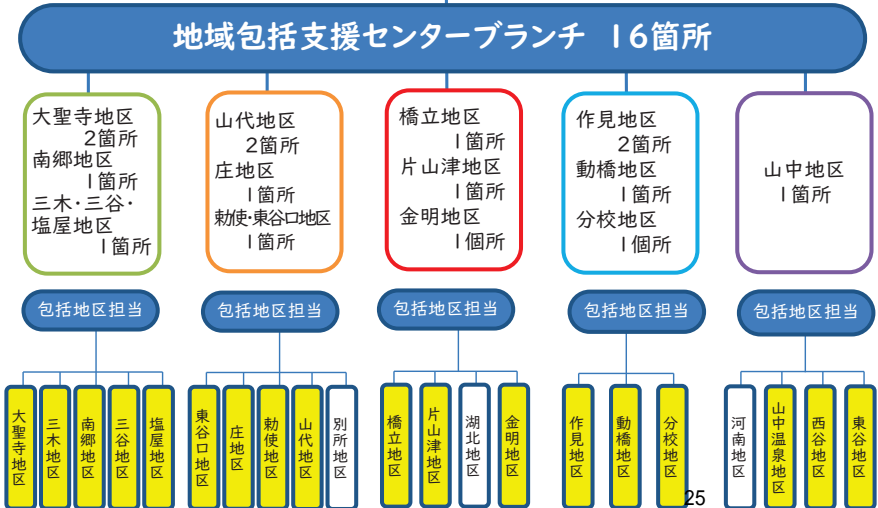 地域包括支援センターブランチ 16箇所
大聖寺地区
2箇所
南郷地区
1箇所
三木・三谷・
塩屋地区
1箇所
山代地区
2箇所
庄地区
1箇所
勅使・東谷口地区
1箇所
橋立地区
1箇所
片山津地区
1箇所
金明地区
1個所
作見地区
2箇所
動橋地区
1箇所
分校地区
1個所
山中地区
1箇所
包括地区担当
包括地区担当
包括地区担当
包括地区担当
包括地区担当
大聖寺地区
三木地区
南郷地区
三谷地区
塩屋地区
東谷口地区
庄地区
勅使地区
山代地区
別所地区
橋立地区
片山津地区
湖北地区
金明地区
作見地区
動橋地区
分校地区
河南地区
山中温泉地区
西谷地区
東谷地区
25